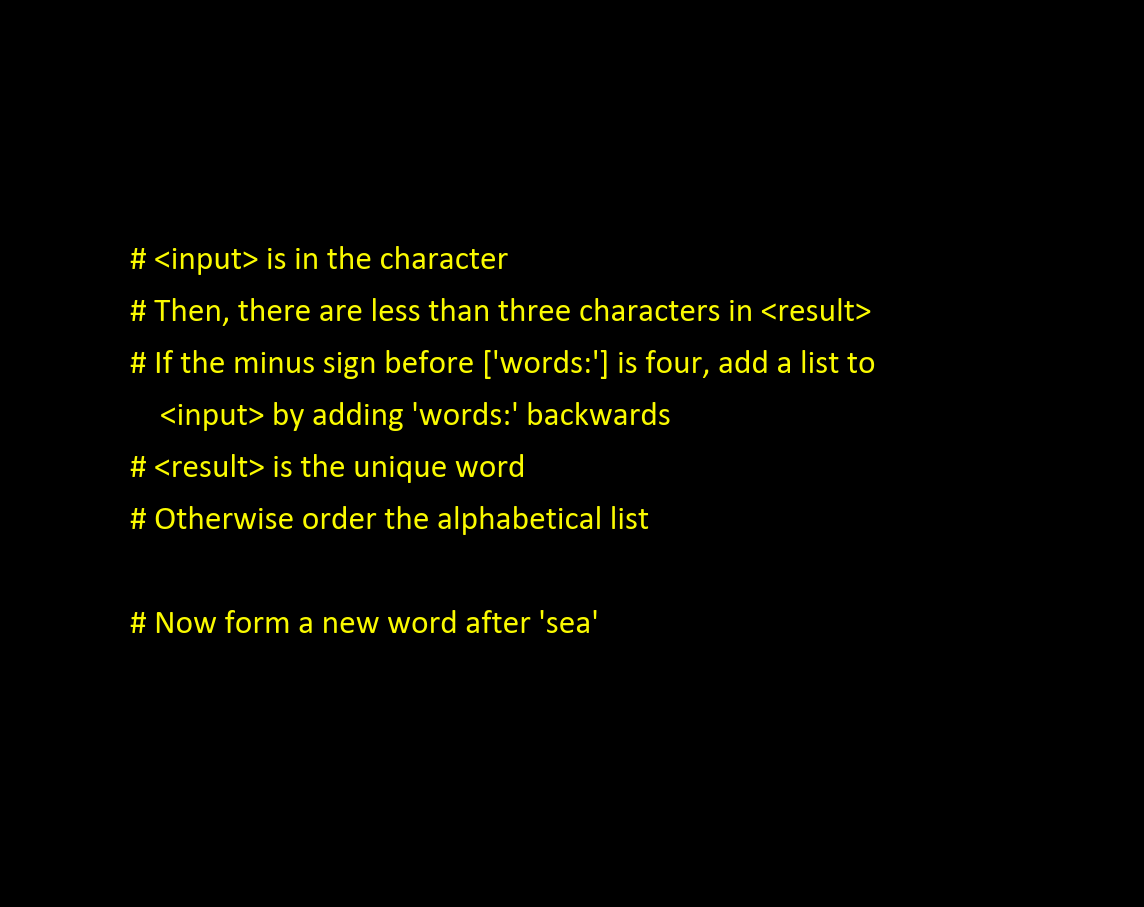 # <input> is in the character
# Then, there are less than three characters in <result>
# If the minus sign before ['words:'] is four, add a list to
<input> by adding 'words:' backwards
# <result> is the unique word
# Otherwise order the alphabetical list
# Now form a new word after 'sea'